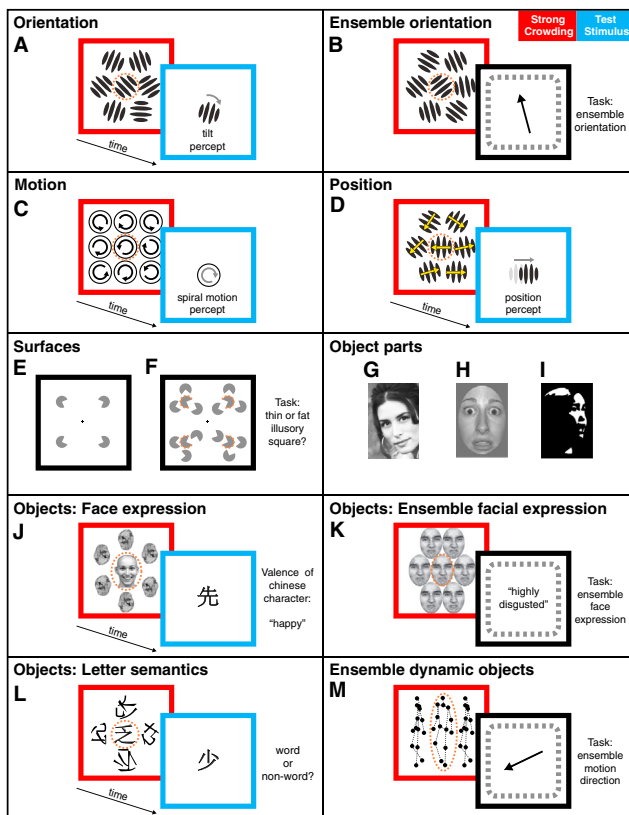 Orientation
A
tilt
percept
time
Ensemble orientation
Strong
Crowding
Test
Stimulus
B
Task:
ensemble
orientation
Motion
C
spiral motion
percept
time
Position
D
position
percept
time
Surfaces
E
F
Task:
thin or fat
illusory
square?
Object parts
G
H
I
Objects: Face expression
J
先
Valence of
chinese
character:
“happy”
time
Objects: Ensemble facial expression
K
“highly
disgusted”
Task:
ensemble
face
expression
Objects: Letter semantics
L
少
word
or
non-word?
time
Ensemble dynamic objects
M
Task:
ensemble
motion
direction